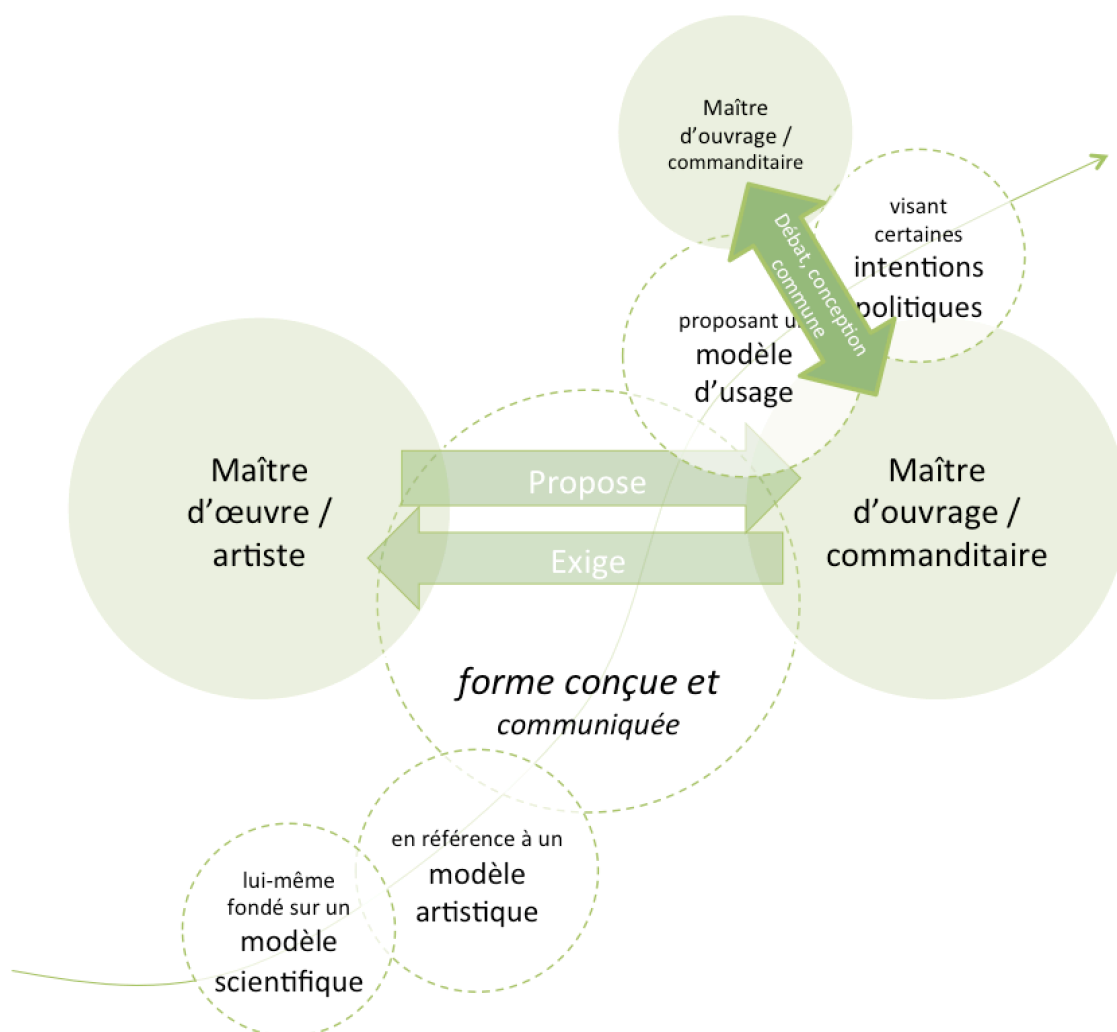 Maître
d'ouvrage /
commanditaire
visant
certaines
intentions
politiques
Débat, conception
commune
proposant u
modèle
d'usage
Maître
d'œuvre /
artiste
Propose
Exige
Maître
d'ouvrage /
commanditaire
forme conçue et
communiquée
en référence à un
modèle
artistique
lui-même
fondé sur un
modèle
scientifique